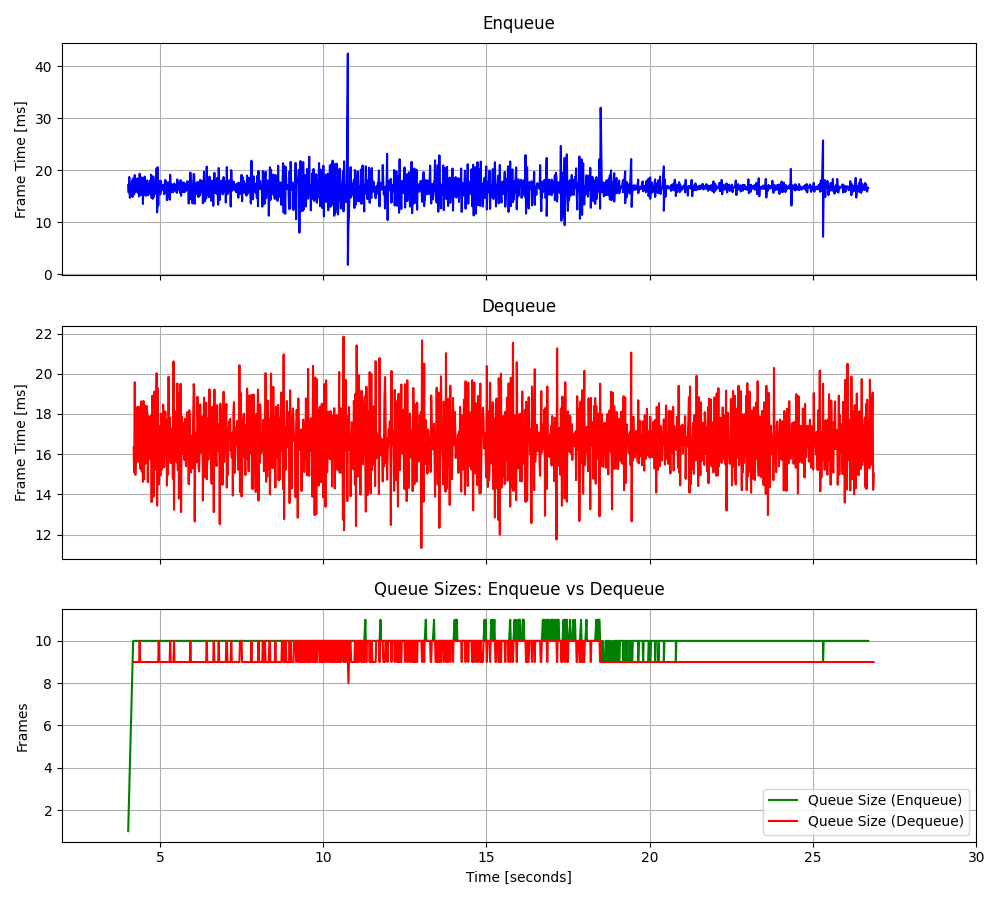 Enqueue
Frame Time [ms]
40
30
20
10
0
Dequeue
Frame Time [ms]
22
20
18
16
14
12
Queue Sizes: Enqueue vs Dequeue
Frames
10
8
6
4
2
Queue Size (Enqueue)
Queue Size (Dequeue)
5 10 15 20 25 30
Time [seconds]